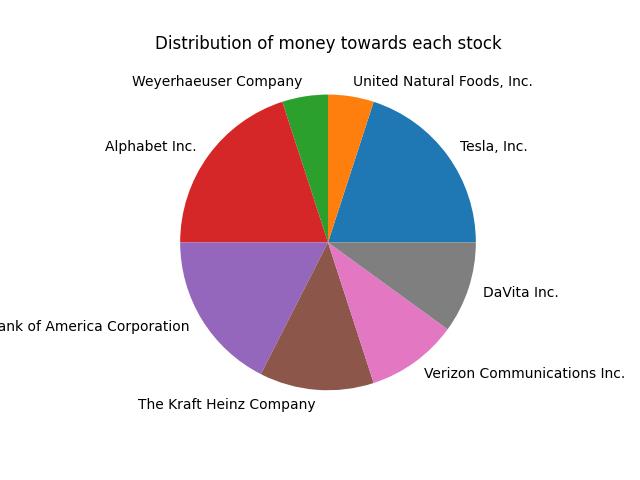 Distribution of money towards each stock
Weyerhaeuser Company
United Natural Foods, Inc.
Alphabet Inc.
Tesla, Inc.
ank of America Corporation
DaVita Inc.
Verizon Communications Inc.
The Kraft Heinz Company